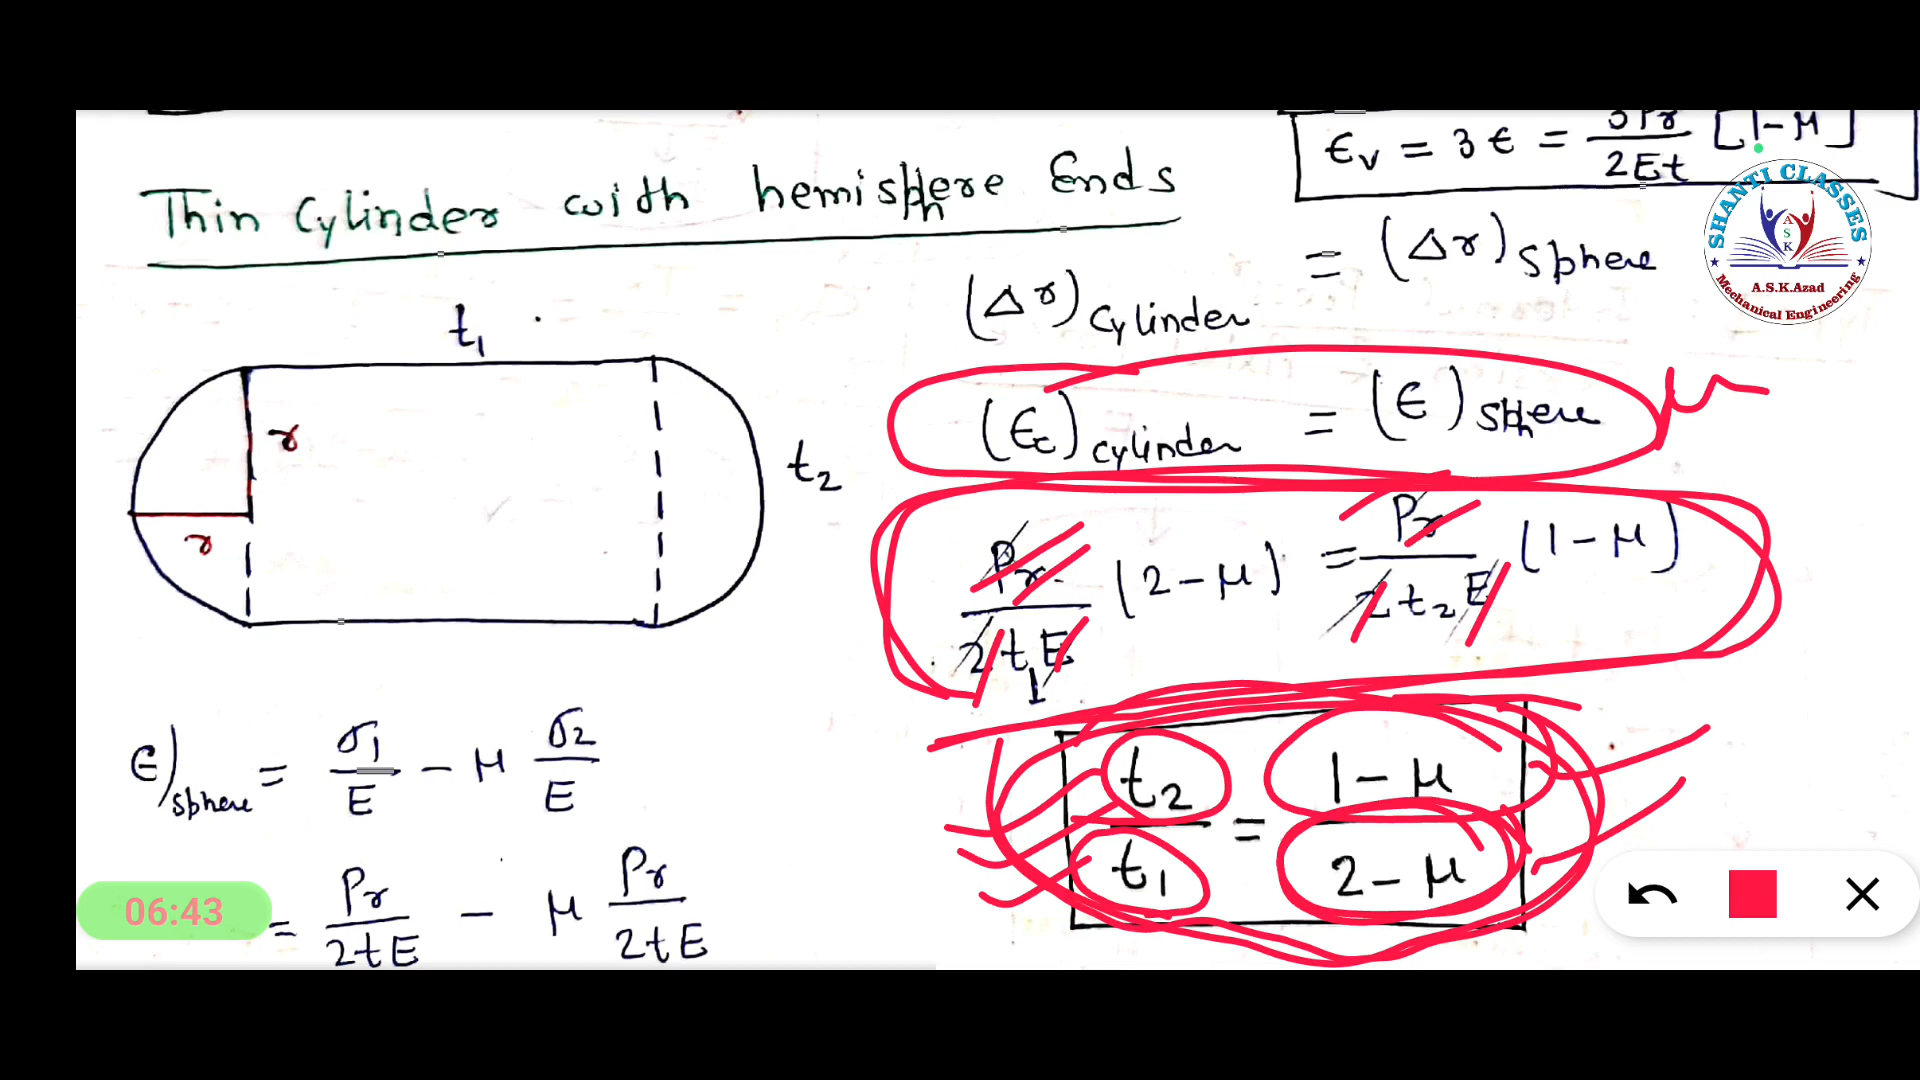 Thin Cylinder with hemisphere Ends
t₁
r
r
t₂
ϵ)sphere = σ₁/E − μ σ₂/E
= Pr/2tE − μ Pr/2tE
06:43
ϵᵥ = 3ϵ = 3Pr/2Et [1−μ]
(Δr)cylinder = (Δr)sphere
(ϵc)cylinder = (ϵ)sphere
μ
Pr/2t₁E (2−μ) = Pr/2t₂E (1−μ)
t₂/t₁ = 1−μ/2−μ
SHANTI CLASSES
A
S
K
A.S.K.Azad
Mechanical Engineering